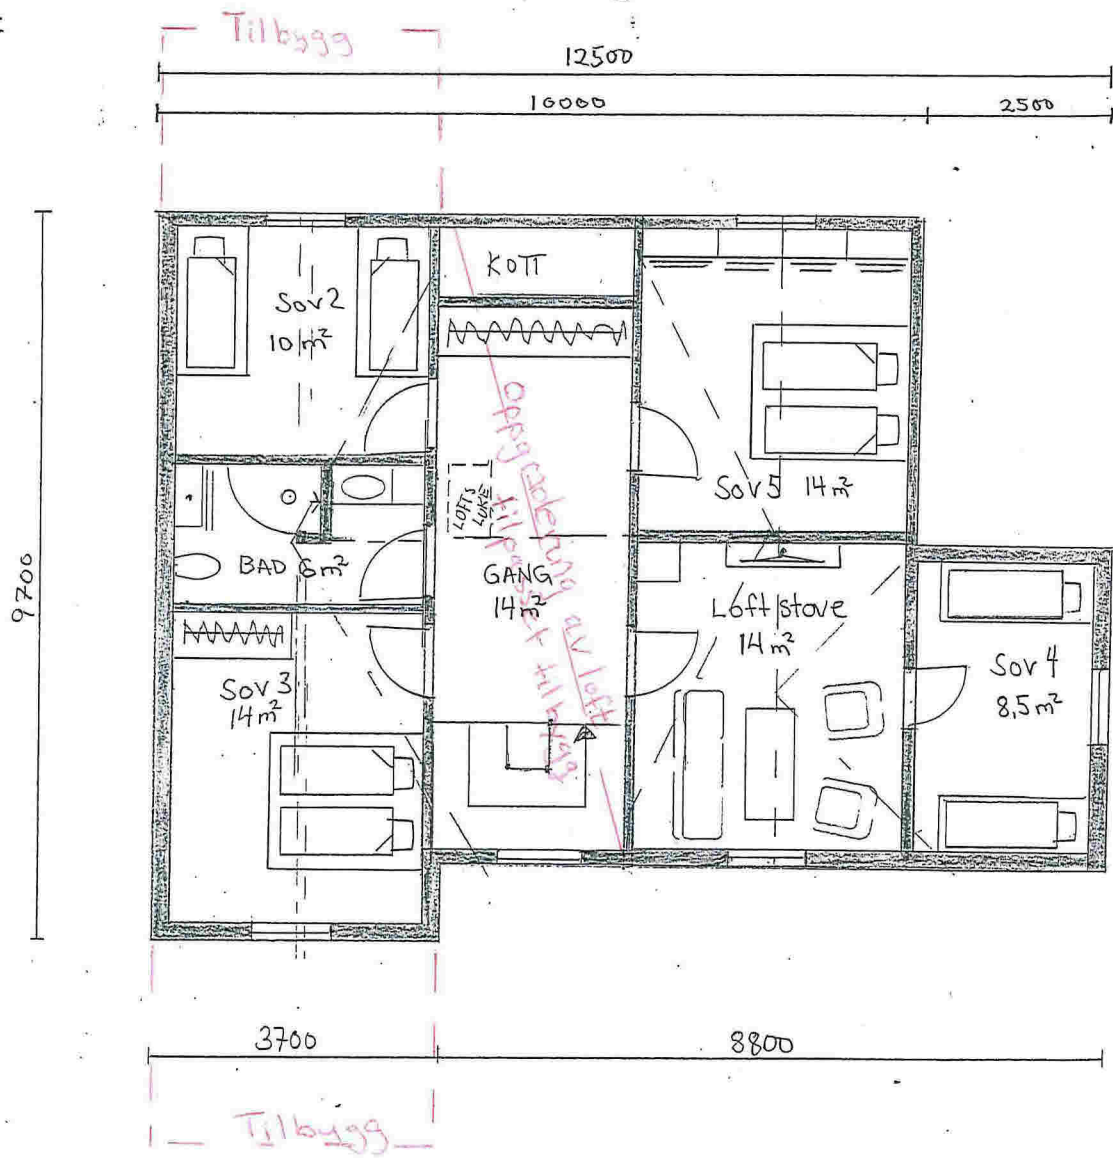 Tilbygg
12500
10000 2500
KOTT
Sov 2
10 m²
Sov 5 14 m²
LOFTS
LUKE
oppgradering av loft
tilpasset tilbygg
BAD 6 m²
GANG
14 m²
Loft/stove
14 m²
Sov 4
8,5 m²
Sov 3
14 m²
9700
3700 8800
Tilbygg